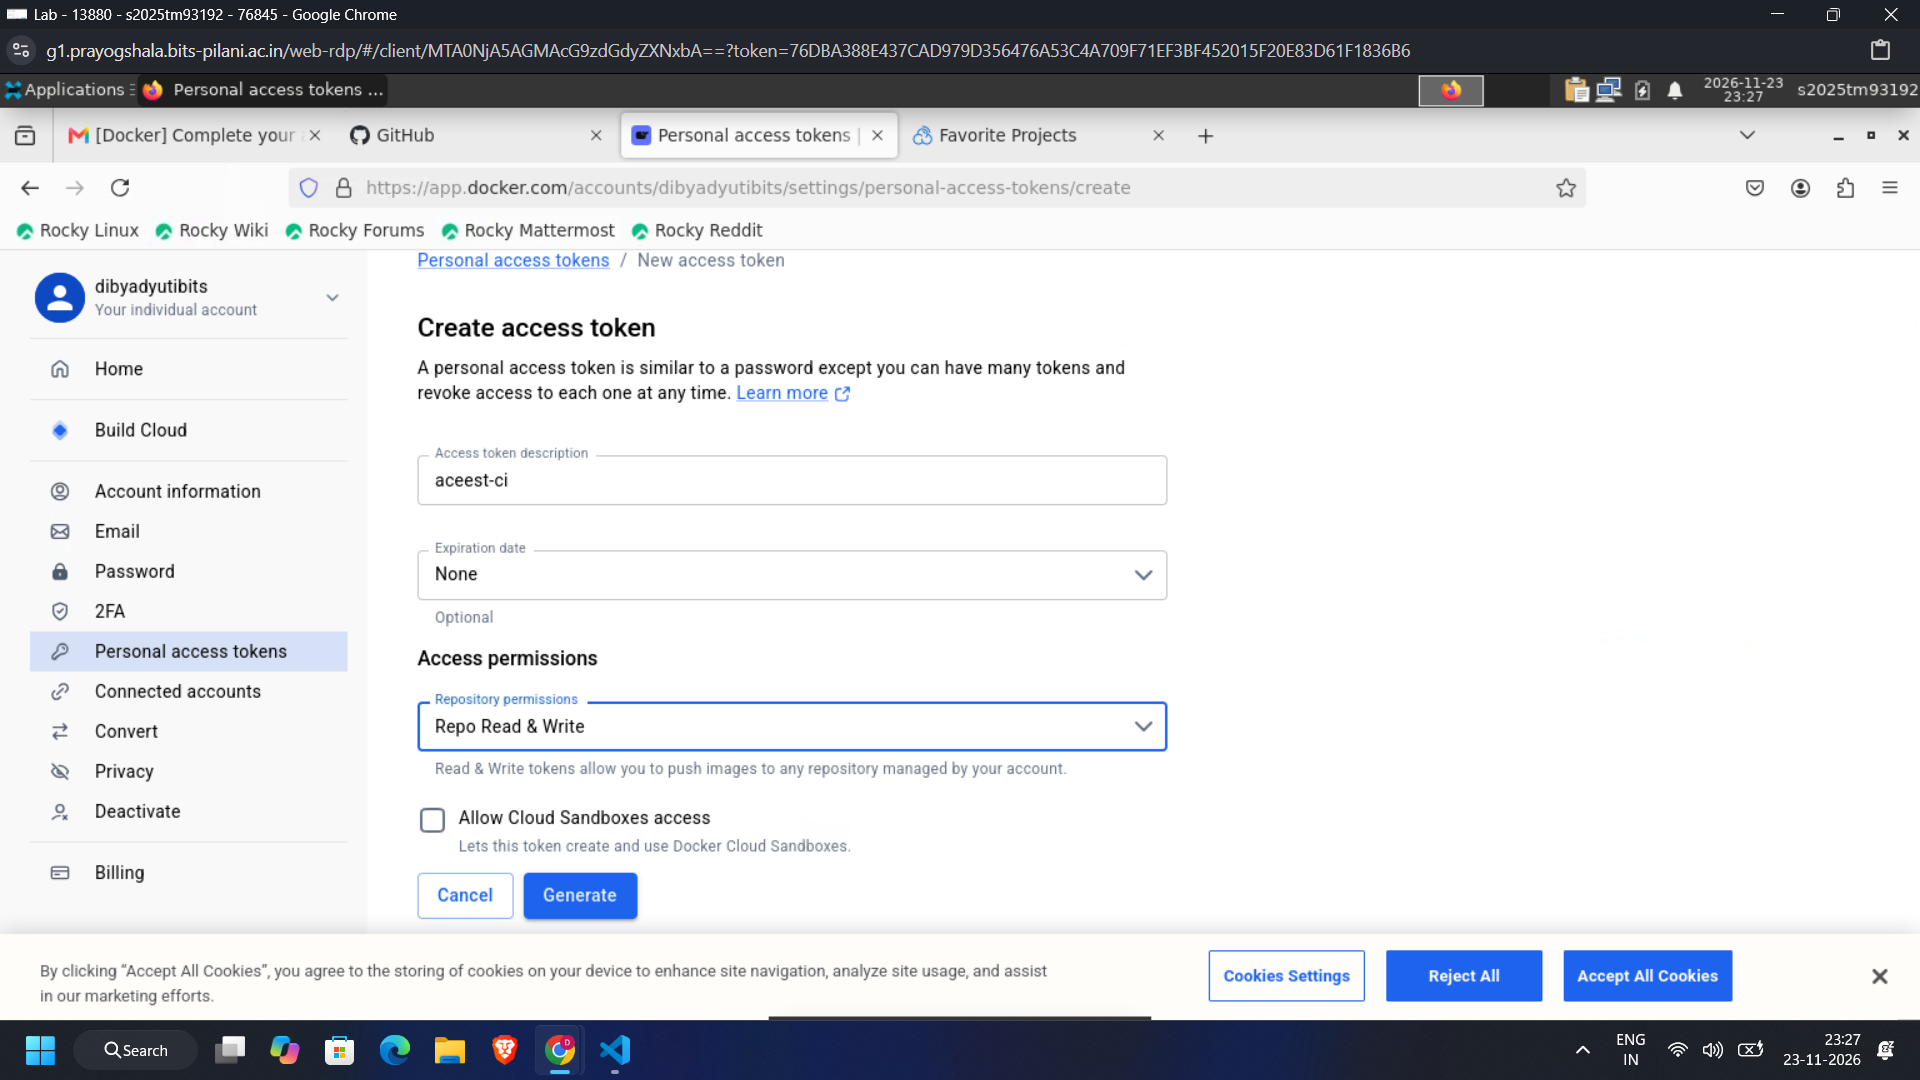 Lab - 13880 - s2025tm93192 - 76845 - Google Chrome
g1.prayogshala.bits-pilani.ac.in/web-rdp/#/client/MTA0NjA5AGMAcG9zdGdyZXNxbA==?token=76DBA388E437CAD979D356476A53C4A709F71EF3BF452015F20E83D61F1836B6
Applications
Personal access tokens ...
2026-11-23
23:27
s2025tm93192
[Docker] Complete your
GitHub
Personal access tokens |
Favorite Projects
https://app.docker.com/accounts/dibyadyutibits/settings/personal-access-tokens/create
Rocky Linux
Rocky Wiki
Rocky Forums
Rocky Mattermost
Rocky Reddit
dibyadyutibits
Your individual account
Home
Build Cloud
Account information
Email
Password
2FA
Personal access tokens
Connected accounts
Convert
Privacy
Deactivate
Billing
Personal access tokens / New access token
Create access token
A personal access token is similar to a password except you can have many tokens and
revoke access to each one at any time. Learn more
Access token description
aceest-ci
Expiration date
None
Optional
Access permissions
Repository permissions
Repo Read & Write
Read & Write tokens allow you to push images to any repository managed by your account.
Allow Cloud Sandboxes access
Lets this token create and use Docker Cloud Sandboxes.
Cancel
Generate
By clicking “Accept All Cookies”, you agree to the storing of cookies on your device to enhance site navigation, analyze site usage, and assist
in our marketing efforts.
Cookies Settings
Reject All
Accept All Cookies
Search
ENG
IN
23:27
23-11-2026